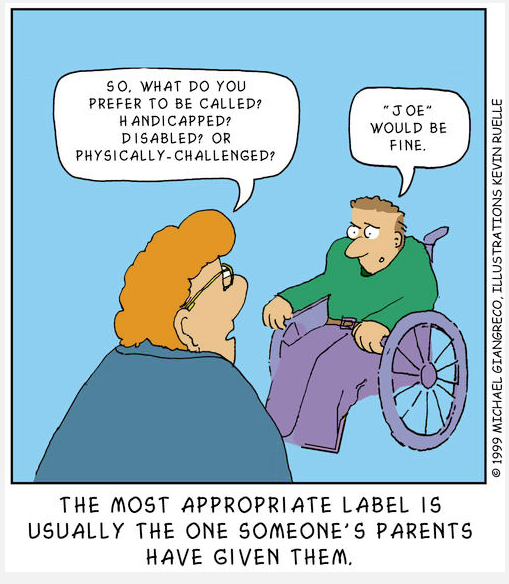 SO, WHAT DO YOU
PREFER TO BE CALLED?
HANDICAPPED?
DISABLED? OR
PHYSICALLY-CHALLENGED?
"JOE"
WOULD BE
FINE.
© 1999 MICHAEL GIANGRECO, ILLUSTRATIONS KEVIN RUELLE
THE MOST APPROPRIATE LABEL IS
USUALLY THE ONE SOMEONE'S PARENTS
HAVE GIVEN THEM.